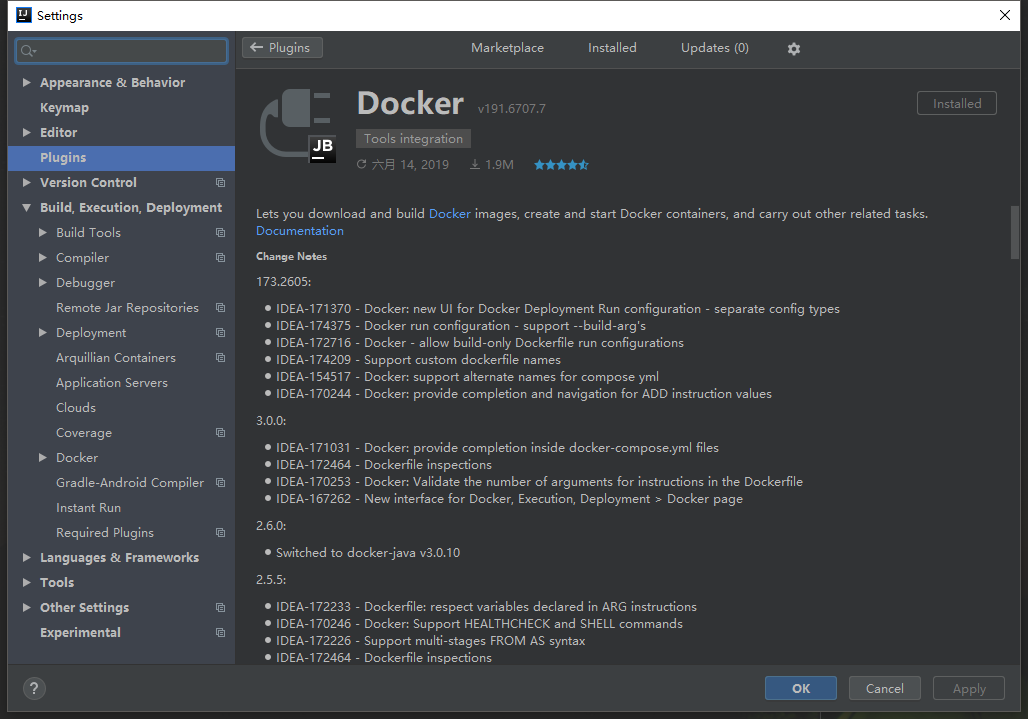 IJ Settings
Plugins Marketplace Installed Updates (0)
Appearance & Behavior
Keymap
Editor
Plugins
Version Control
Build, Execution, Deployment
Build Tools
Compiler
Debugger
Remote Jar Repositories
Deployment
Arquillian Containers
Application Servers
Clouds
Coverage
Docker
Gradle-Android Compiler
Instant Run
Required Plugins
Languages & Frameworks
Tools
Other Settings
Experimental
JB
Docker v191.6707.7
Installed
Tools integration
六月 14, 2019 1.9M
Lets you download and build Docker images, create and start Docker containers, and carry out other related tasks.
Documentation
Change Notes
173.2605:
IDEA-171370 - Docker: new UI for Docker Deployment Run configuration - separate config types
IDEA-174375 - Docker run configuration - support --build-arg's
IDEA-172716 - Docker - allow build-only Dockerfile run configurations
IDEA-174209 - Support custom dockerfile names
IDEA-154517 - Docker: support alternate names for compose yml
IDEA-170244 - Docker: provide completion and navigation for ADD instruction values
3.0.0:
IDEA-171031 - Docker: provide completion inside docker-compose.yml files
IDEA-172464 - Dockerfile inspections
IDEA-170253 - Docker: Validate the number of arguments for instructions in the Dockerfile
IDEA-167262 - New interface for Docker, Execution, Deployment > Docker page
2.6.0:
Switched to docker-java v3.0.10
2.5.5:
IDEA-172233 - Dockerfile: respect variables declared in ARG instructions
IDEA-170246 - Docker: Support HEALTHCHECK and SHELL commands
IDEA-172226 - Support multi-stages FROM AS syntax
IDEA-172464 - Dockerfile inspections
? OK Cancel Apply